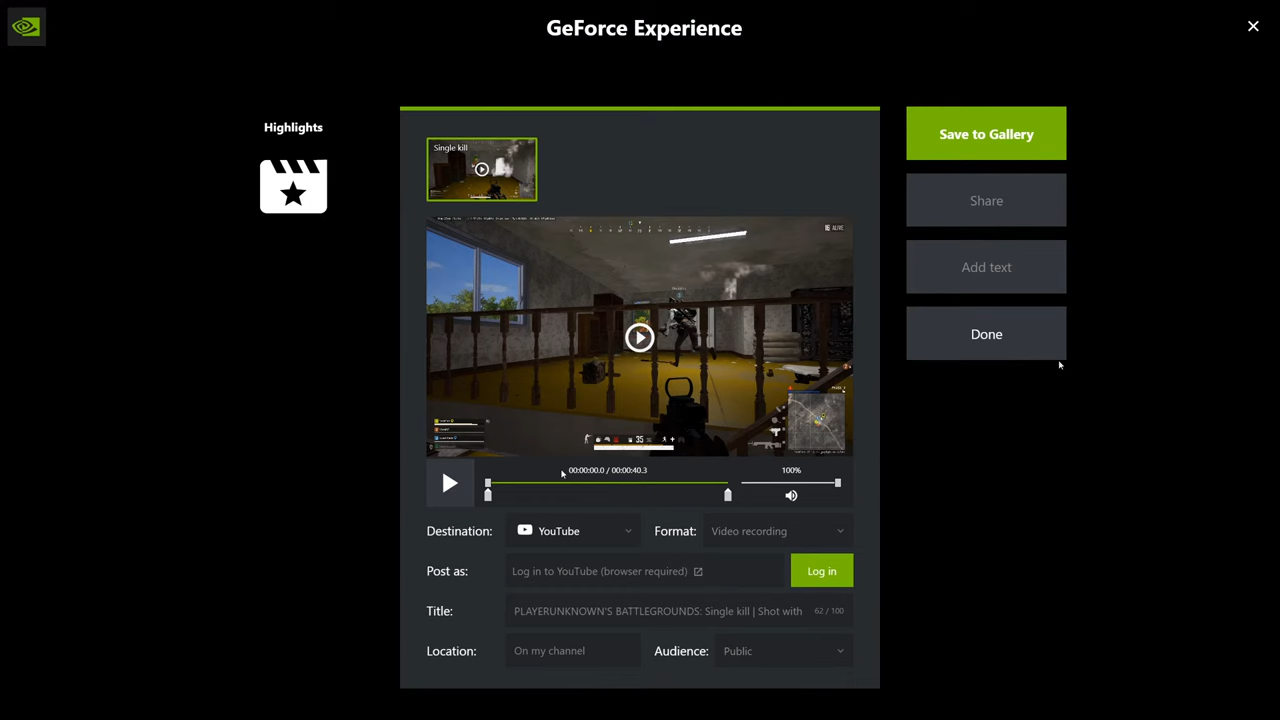 GeForce Experience
Highlights
Single kill
ALIVE
35
00:00:00.0 / 00:00:40.3
100%
Destination:
YouTube
Format:
Video recording
Post as:
Log in to YouTube (browser required)
Log in
Title:
PLAYERUNKNOWN'S BATTLEGROUNDS: Single kill | Shot with
62 / 100
Location:
On my channel
Audience:
Public
Save to Gallery
Share
Add text
Done